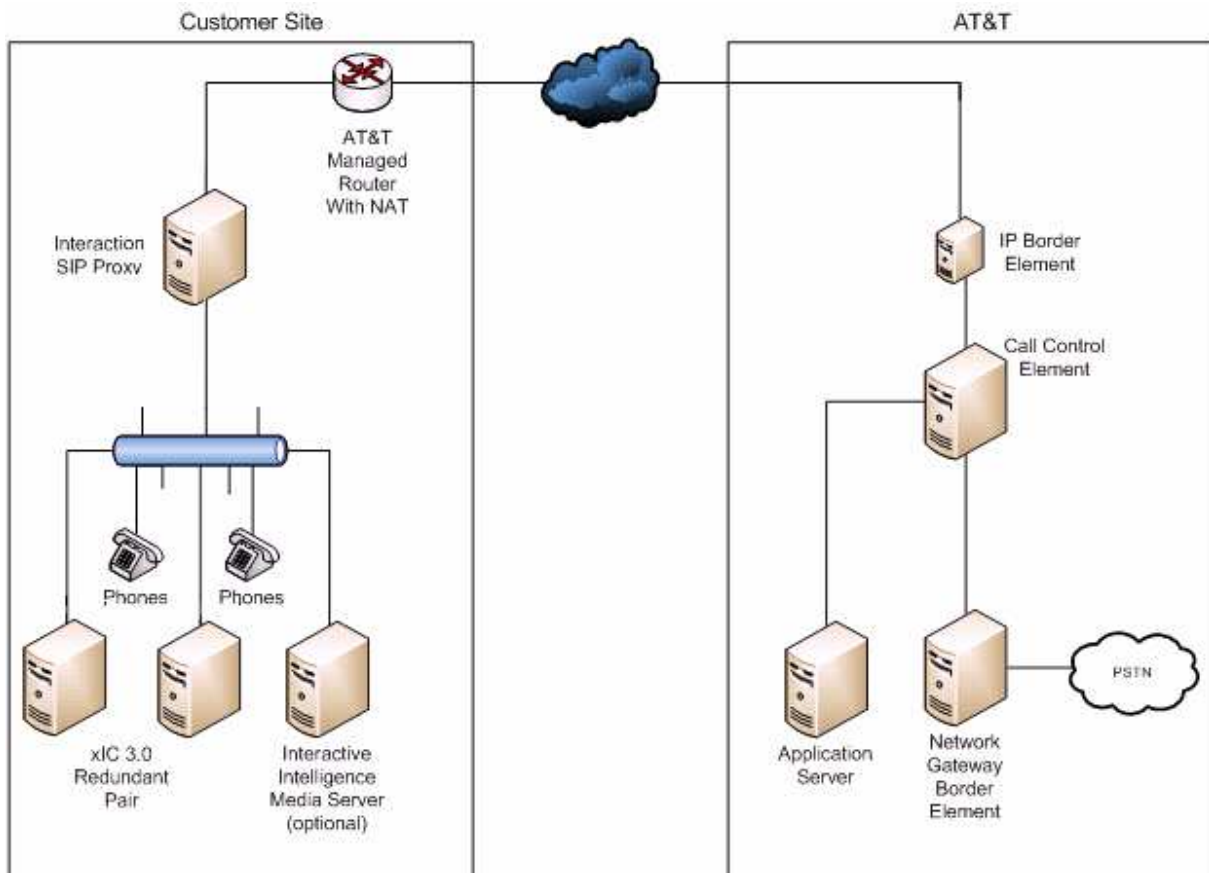 Customer Site
AT&T
AT&T
Managed
Router
With NAT
Interaction
SIP Proxy
IP Border
Element
Call Control
Element
Phones
Phones
xIC 3.0
Redundant
Pair
Interactive
Intelligence
Media Server
(optional)
Application
Server
Network
Gateway
Border
Element
PSTN